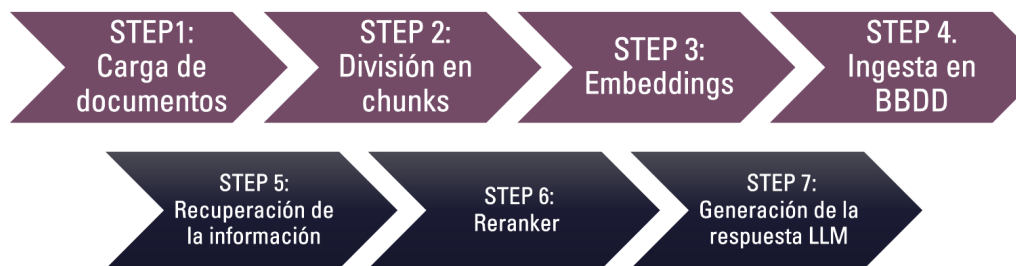 STEP1:
Carga de
documentos
STEP 2:
División en
chunks
STEP 3:
Embeddings
STEP 4.
Ingesta en
BBDD
STEP 5:
Recuperación de
la información
STEP 6:
Reranker
STEP 7:
Generación de la
respuesta LLM